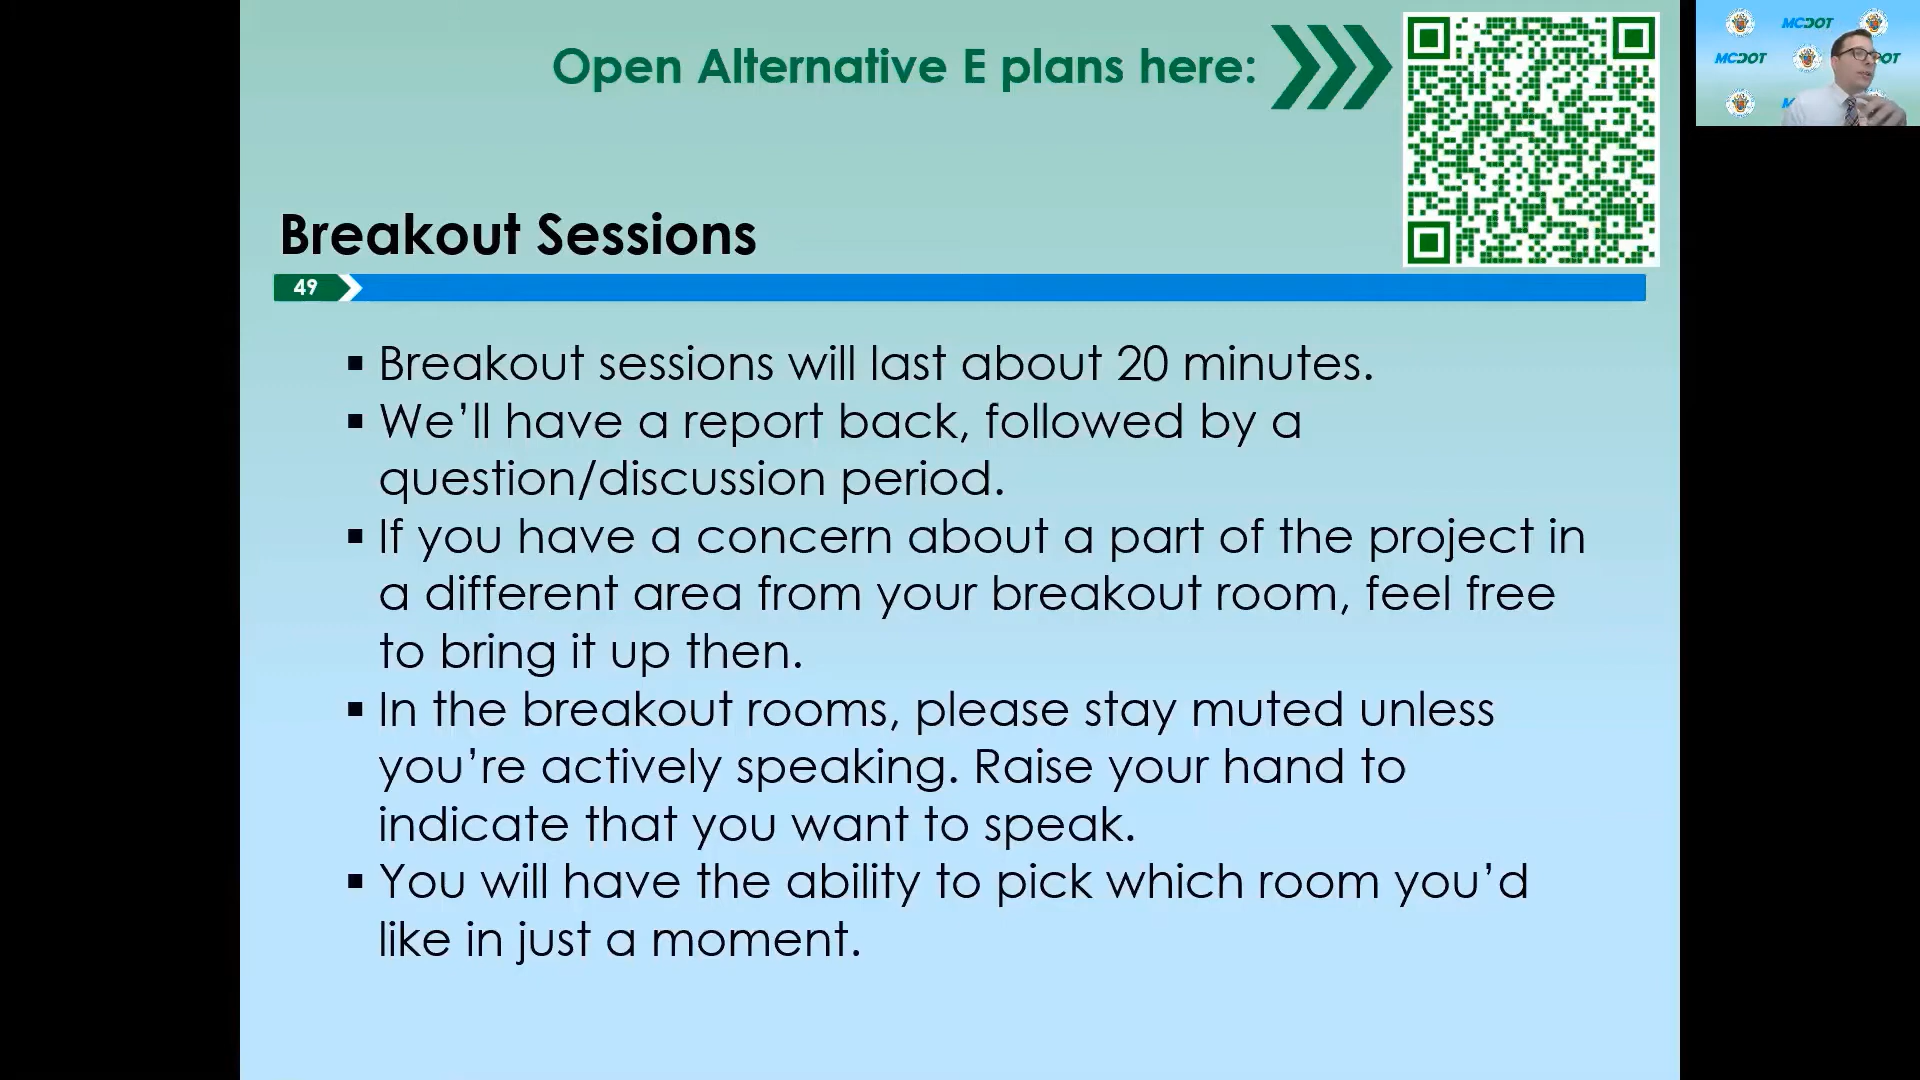 Open Alternative E plans here:
MCDOT
MCDOT
Breakout Sessions
49
▪ Breakout sessions will last about 20 minutes.
▪ We’ll have a report back, followed by a
question/discussion period.
▪ If you have a concern about a part of the project in
a different area from your breakout room, feel free
to bring it up then.
▪ In the breakout rooms, please stay muted unless
you’re actively speaking. Raise your hand to
indicate that you want to speak.
▪ You will have the ability to pick which room you’d
like in just a moment.